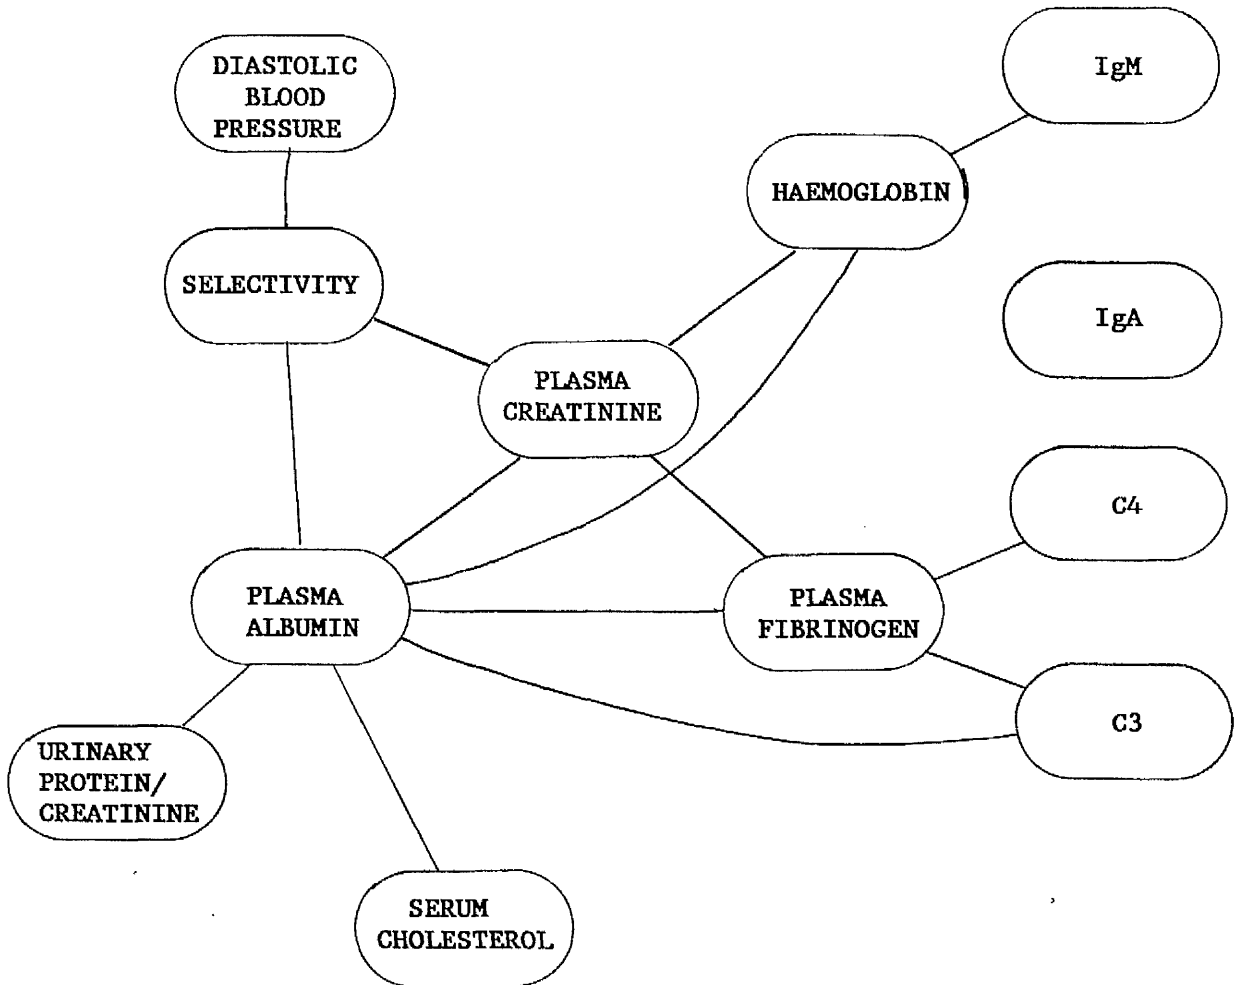 DIASTOLIC
BLOOD
PRESSURE
IgM
HAEMOGLOBIN
SELECTIVITY
IgA
PLASMA
CREATININE
C4
PLASMA
ALBUMIN
PLASMA
FIBRINOGEN
C3
URINARY
PROTEIN/
CREATININE
SERUM
CHOLESTEROL